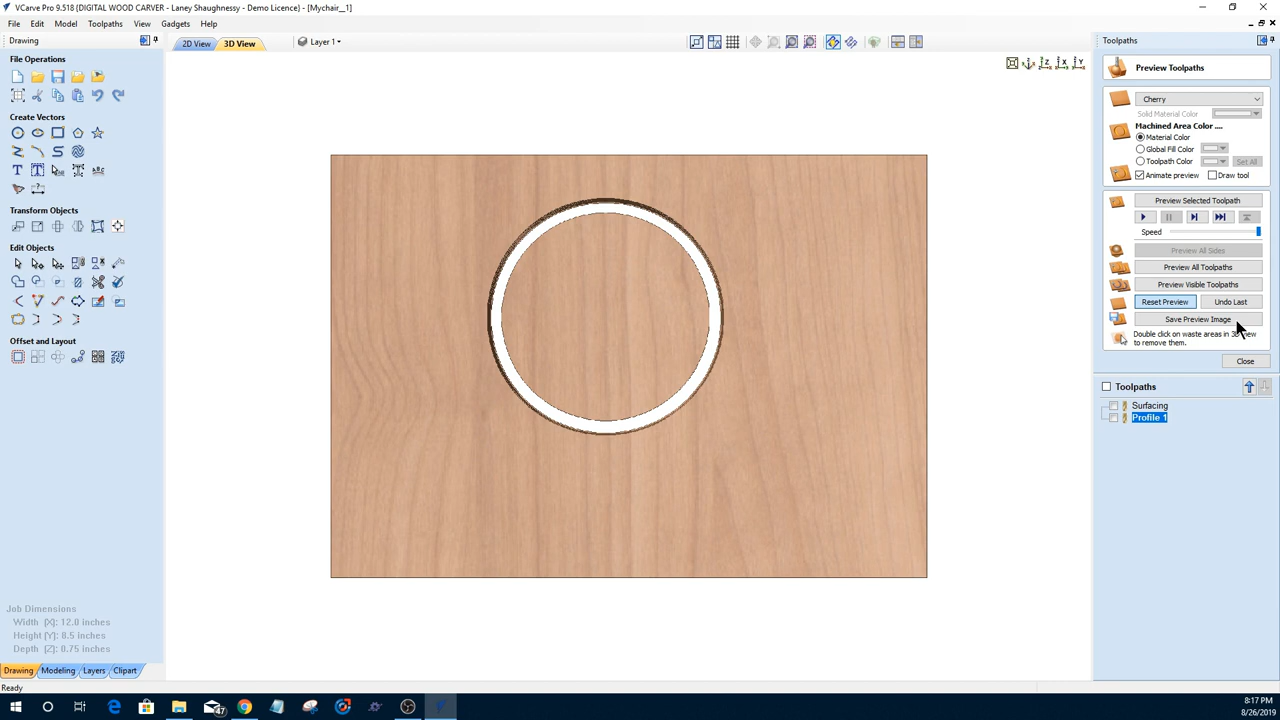 VCarve Pro 9.518 (DIGITAL WOOD CARVER - Laney Shaughnessy - Demo Licence) - [Mychair__1]
File Edit Model Toolpaths View Gadgets Help
Drawing
2D View 3D View Layer 1
Toolpaths
File Operations
Create Vectors
Transform Objects
Edit Objects
Offset and Layout
Job Dimensions
Width (X): 12.0 inches
Height (Y): 8.5 inches
Depth (Z): 0.75 inches
Drawing Modeling Layers Clipart
Ready
Preview Toolpaths
Cherry
Solid Material Color
Machined Area Color ....
Material Color
Global Fill Color
Toolpath Color Set All
Animate preview Draw tool
Preview Selected Toolpath
Speed
Preview All Sides
Preview All Toolpaths
Preview Visible Toolpaths
Reset Preview Undo Last
Save Preview Image
Double click on waste areas in 3D view
to remove them.
Close
Toolpaths
Surfacing
Profile 1
47
8:17 PM
8/26/2019